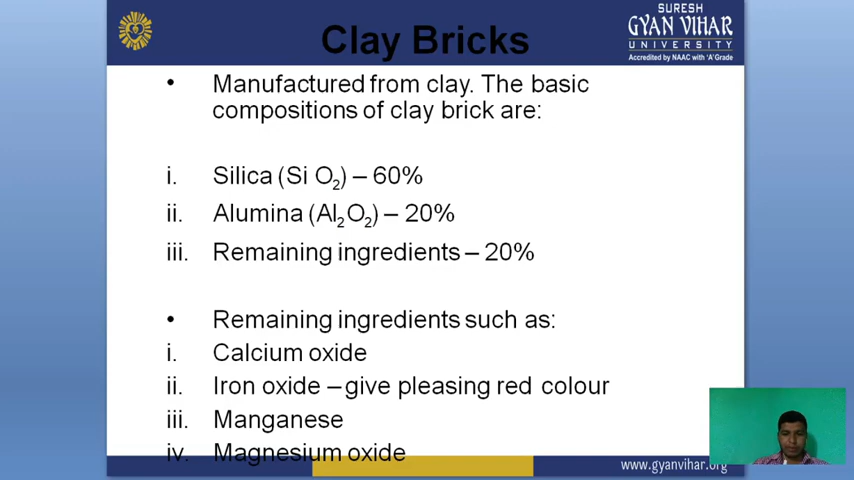 SURESH
GYAN VIHAR
UNIVERSITY
Accredited by NAAC with 'A' Grade
Clay Bricks
• Manufactured from clay. The basic
compositions of clay brick are:
i. Silica (Si O₂) – 60%
ii. Alumina (Al₂O₂) – 20%
iii. Remaining ingredients – 20%
• Remaining ingredients such as:
i. Calcium oxide
ii. Iron oxide – give pleasing red colour
iii. Manganese
iv. Magnesium oxide
www.gyanvihar.org